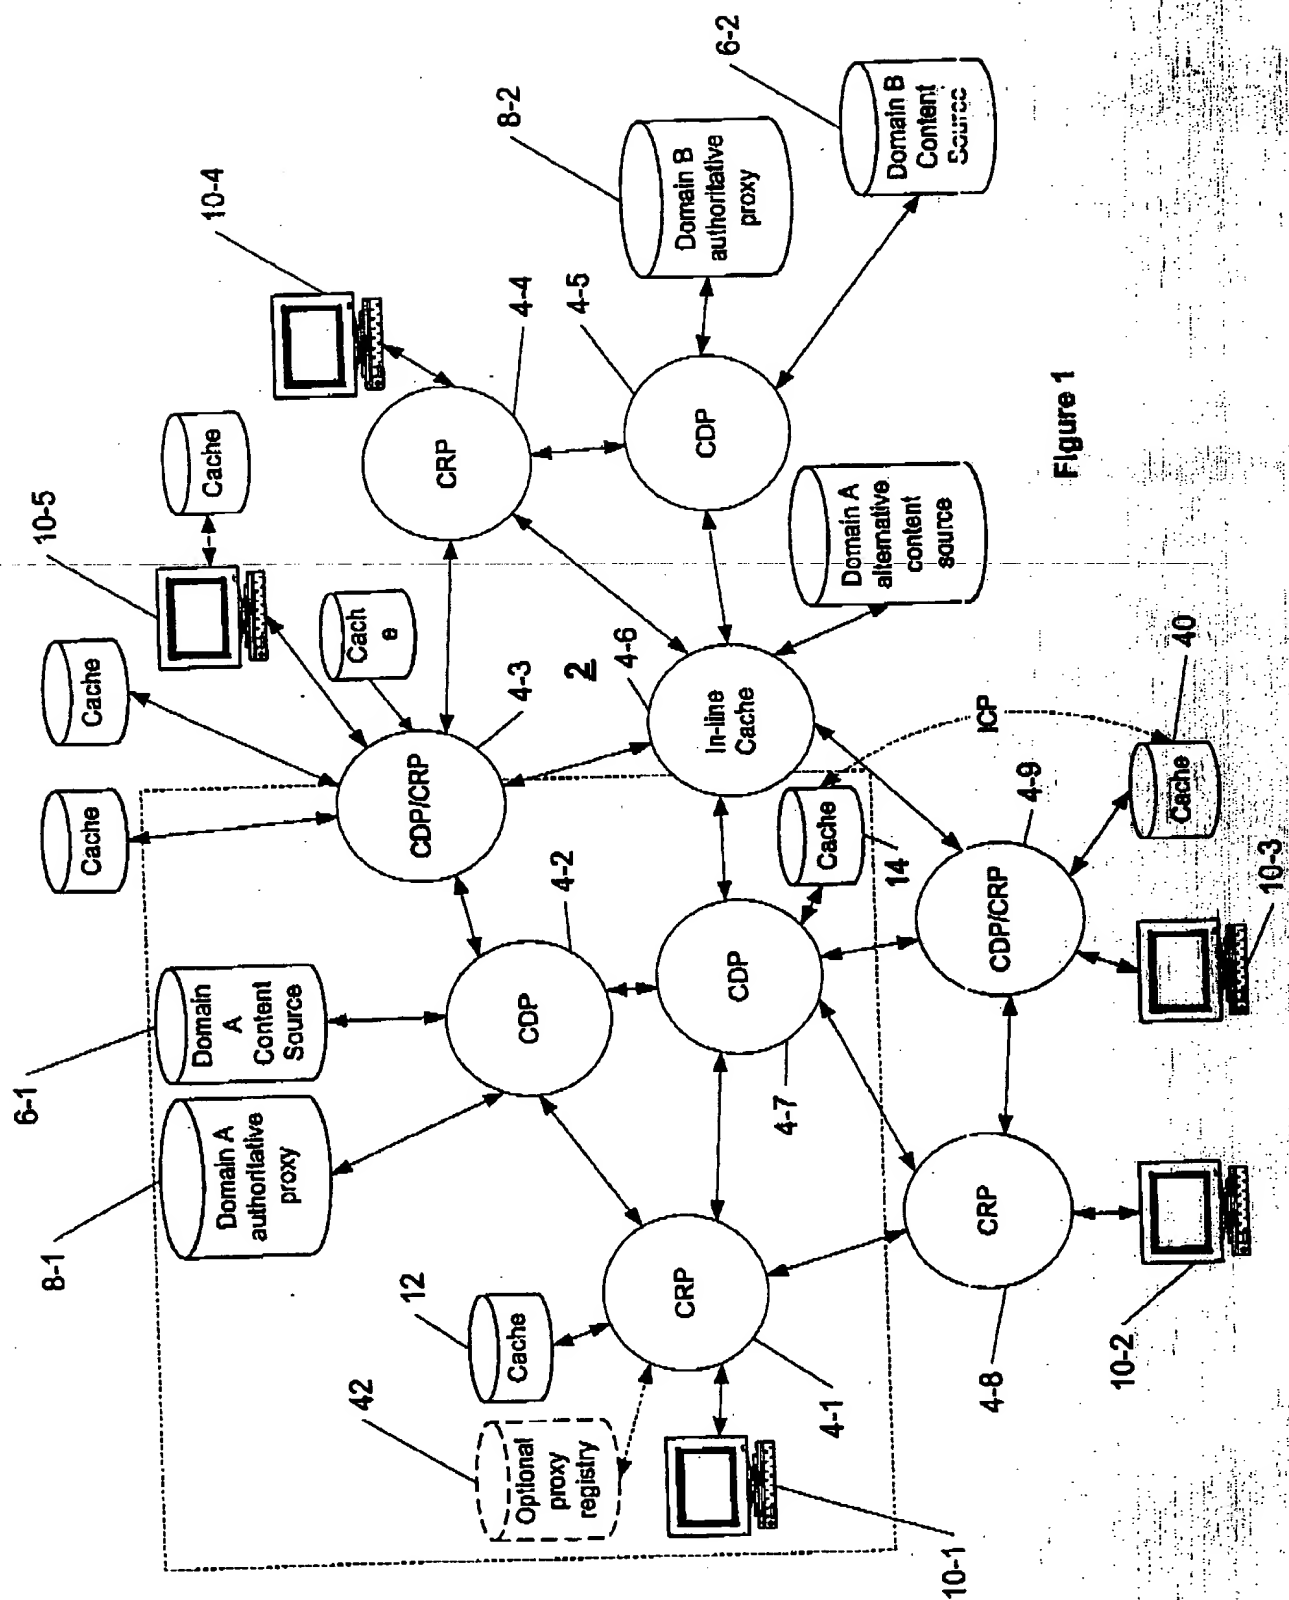 6-1
8-1
Domain
A
Content
Source
Domain A
authoritative
proxy
42
12
Optional
proxy
registry
Cache
10-1
4-1
CRP
CDP
4-2
CDP
4-7
Cache
14
Cache
Cache
10-5
Cache
Cach
e
CDP/CRP
4-3
10-4
CRP
4-4
2
4-6
In-line
Cache
4-5
CDP
8-2
Domain B
authoritative
proxy
6-2
Domain B
Content
Source
Domain A
alternative
content
source
ICP
40
Cache
4-9
CDP/CRP
10-3
CRP
4-8
10-2
Figure 1